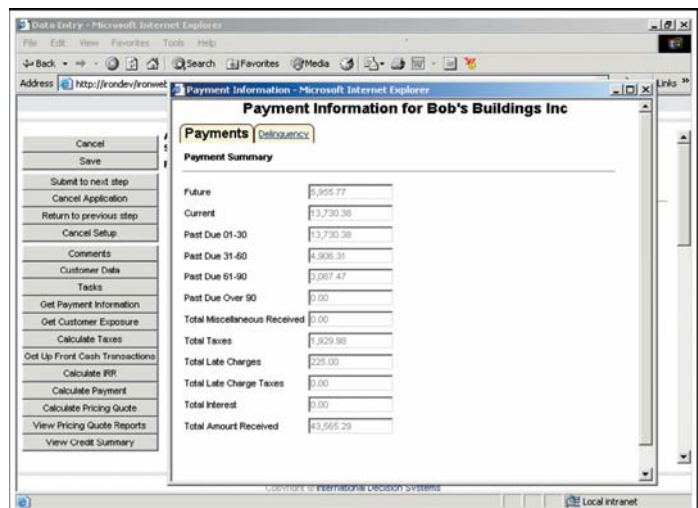 Data Entry - Microsoft Internet Explorer
File Edit View Favorites Tools Help
Back Search Favorites Media
Address http://irondev/ironweb Links »
Payment Information - Microsoft Internet Explorer
Payment Information for Bob's Buildings Inc
Payments Delinquency
Payment Summary
Future 5,955.77
Current 13,730.38
Past Due 01-30 13,730.38
Past Due 31-60 4,906.31
Past Due 61-90 3,087.47
Past Due Over 90 0.00
Total Miscellaneous Received 0.00
Total Taxes 1,929.98
Total Late Charges 225.00
Total Late Charge Taxes 0.00
Total Interest 0.00
Total Amount Received 43,565.29
Cancel
Save
Submit to next step
Cancel Application
Return to previous step
Cancel Setup
Comments
Customer Data
Tasks
Get Payment Information
Get Customer Exposure
Calculate Taxes
Get Up Front Cash Transactions
Calculate IRR
Calculate Payment
Calculate Pricing Quote
View Pricing Quote Reports
View Credit Summary
Copyright © International Decision Systems
Local intranet